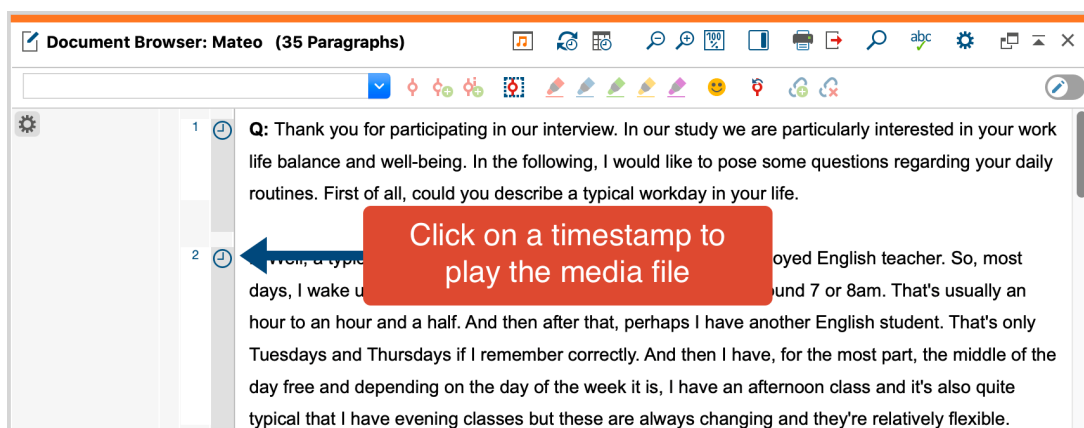 Document Browser: Mateo (35 Paragraphs)
100
%
abc
1
Q: Thank you for participating in our interview. In our study we are particularly interested in your work
life balance and well-being. In the following, I would like to pose some questions regarding your daily
routines. First of all, could you describe a typical workday in your life.
Click on a timestamp to
play the media file
2
Well, a oyed English teacher. So, most
days, I wake u und 7 or 8am. That's usually an
hour to an hour and a half. And then after that, perhaps I have another English student. That's only
Tuesdays and Thursdays if I remember correctly. And then I have, for the most part, the middle of the
day free and depending on the day of the week it is, I have an afternoon class and it's also quite
typical that I have evening classes but these are always changing and they're relatively flexible.